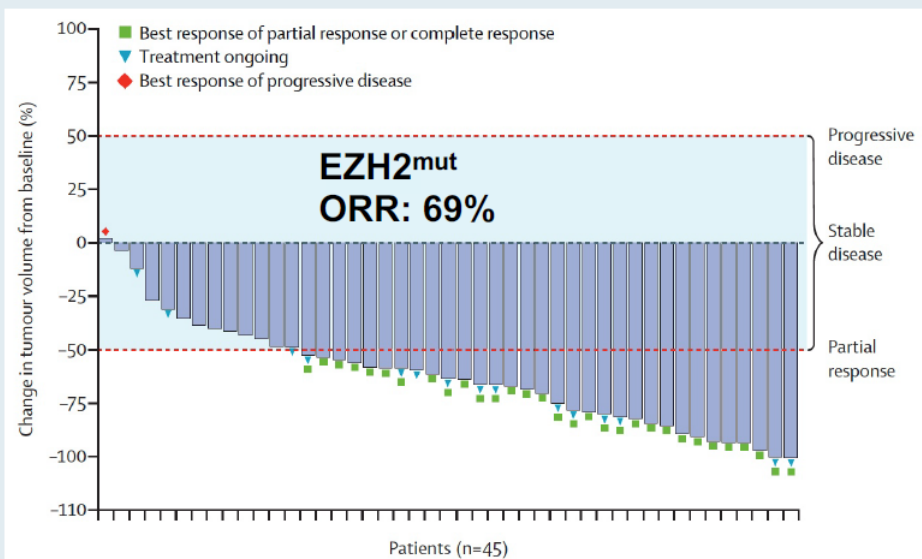 Best response of partial response or complete response
Treatment ongoing
Best response of progressive disease
Change in tumour volume from baseline (%)
100
75
50
25
0
−25
−50
−75
−100
−110
EZH2mut
ORR: 69%
Progressive
disease
Stable
disease
Partial
response
Patients (n=45)